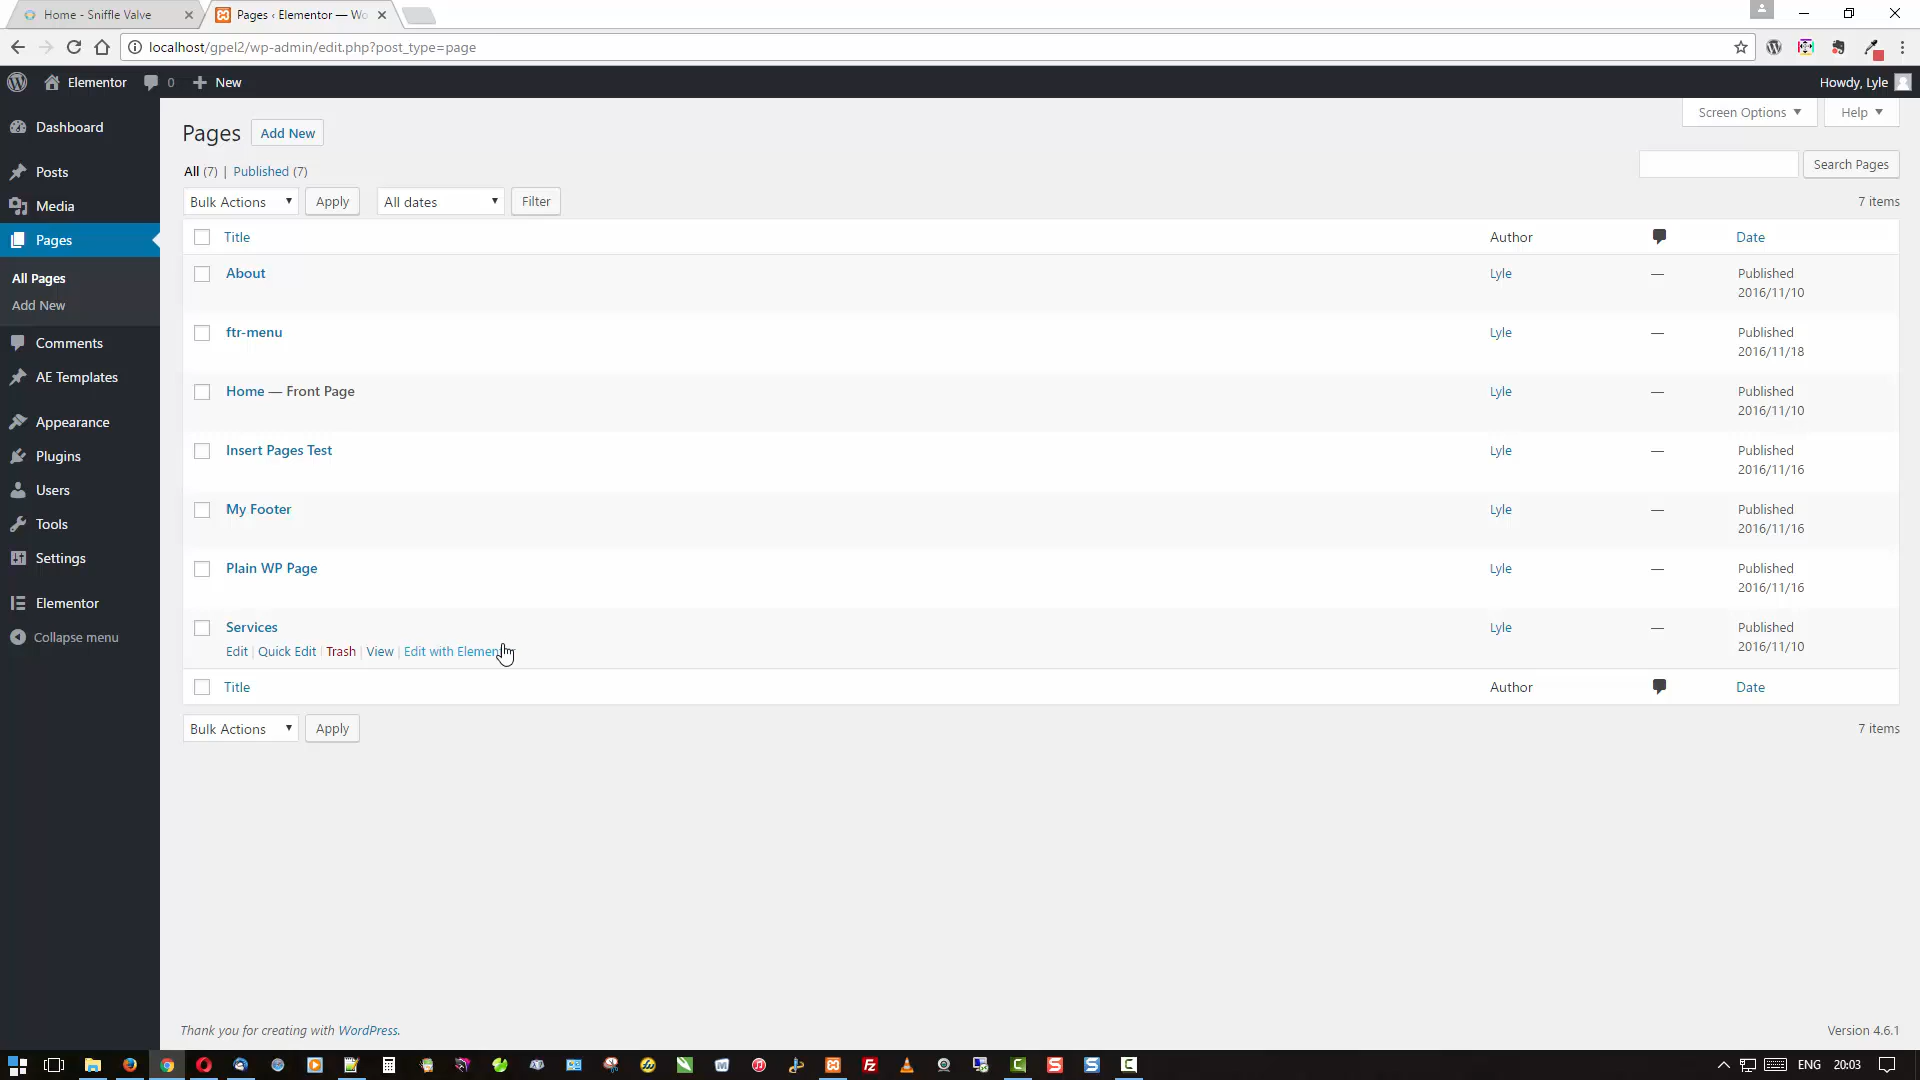 Home - Sniffle Valve
Pages ‹ Elementor — Wo
localhost/gpel2/wp-admin/edit.php?post_type=page
Elementor 0 New
Howdy, Lyle
Dashboard
Posts
Media
Pages
All Pages
Add New
Comments
AE Templates
Appearance
Plugins
Users
Tools
Settings
Elementor
Collapse menu
Screen Options Help
Pages Add New
All (7) | Published (7)
Search Pages
Bulk Actions Apply All dates Filter
7 items
Title Author Date
About Lyle — Published
2016/11/10
ftr-menu Lyle — Published
2016/11/18
Home — Front Page Lyle — Published
2016/11/10
Insert Pages Test Lyle — Published
2016/11/16
My Footer Lyle — Published
2016/11/16
Plain WP Page Lyle — Published
2016/11/16
Services Lyle — Published
2016/11/10
Edit | Quick Edit | Trash | View | Edit with Elemen
Title Author Date
Bulk Actions Apply
7 items
Thank you for creating with WordPress.
Version 4.6.1
ENG 20:03